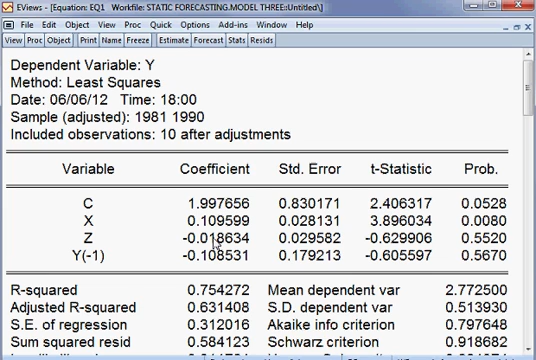 EViews - [Equation: EQ1 Workfile: STATIC FORECASTING.MODEL THREE::Untitled\]
File Edit Object View Proc Quick Options Add-ins Window Help
View Proc Object Print Name Freeze Estimate Forecast Stats Resids
Dependent Variable: Y
Method: Least Squares
Date: 06/06/12 Time: 18:00
Sample (adjusted): 1981 1990
Included observations: 10 after adjustments
Variable Coefficient Std. Error t-Statistic Prob.
C 1.997656 0.830171 2.406317 0.0528
X 0.109599 0.028131 3.896034 0.0080
Z -0.018634 0.029582 -0.629906 0.5520
Y(-1) -0.108531 0.179213 -0.605597 0.5670
R-squared 0.754272 Mean dependent var 2.772500
Adjusted R-squared 0.631408 S.D. dependent var 0.513930
S.E. of regression 0.312016 Akaike info criterion 0.797648
Sum squared resid 0.584123 Schwarz criterion 0.918682